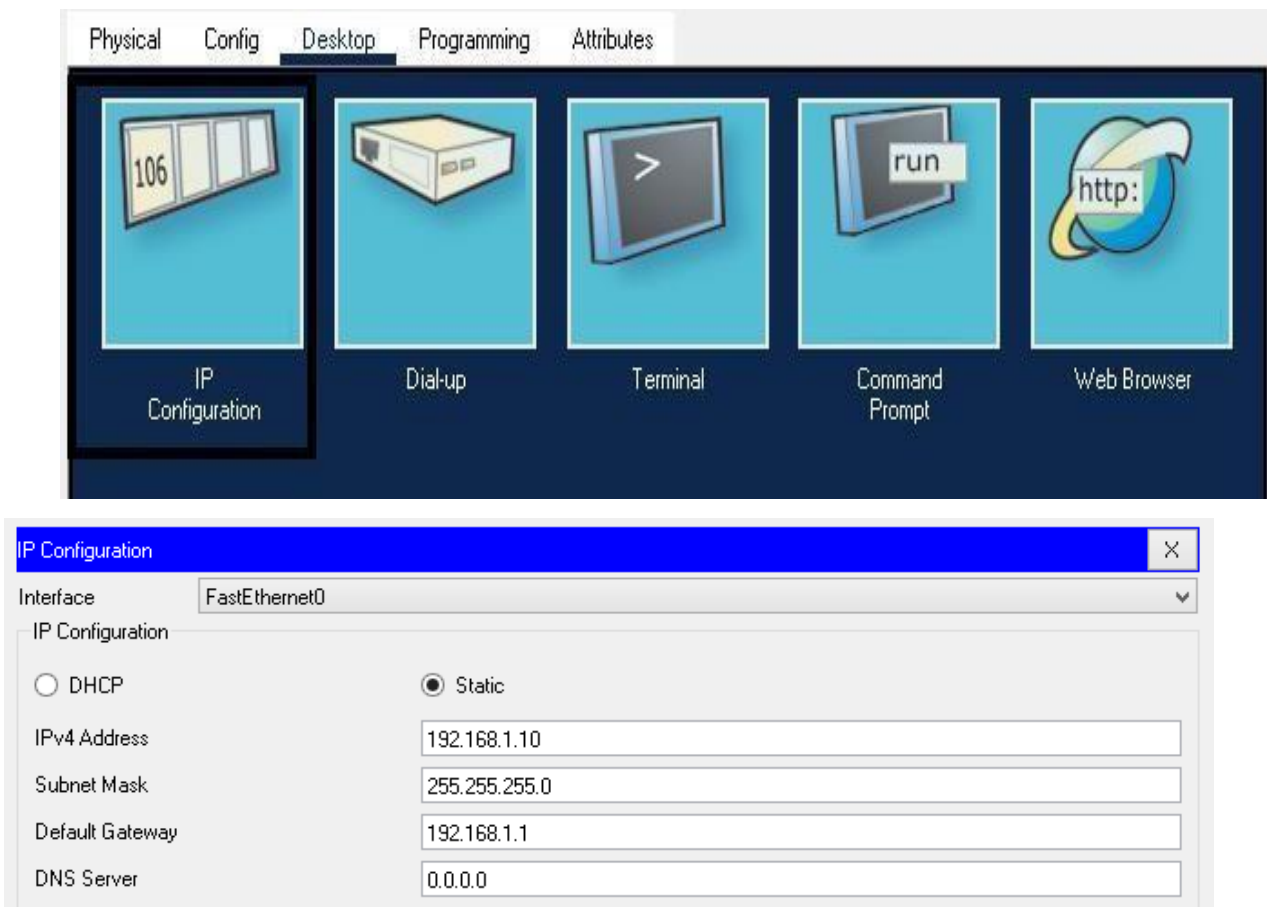 Physical Config Desktop Programming Attributes
106
>
run
http:
IP Configuration
Dial-up
Terminal
Command Prompt
Web Browser
IP Configuration X
Interface FastEthernet0
IP Configuration
DHCP Static
IPv4 Address 192.168.1.10
Subnet Mask 255.255.255.0
Default Gateway 192.168.1.1
DNS Server 0.0.0.0